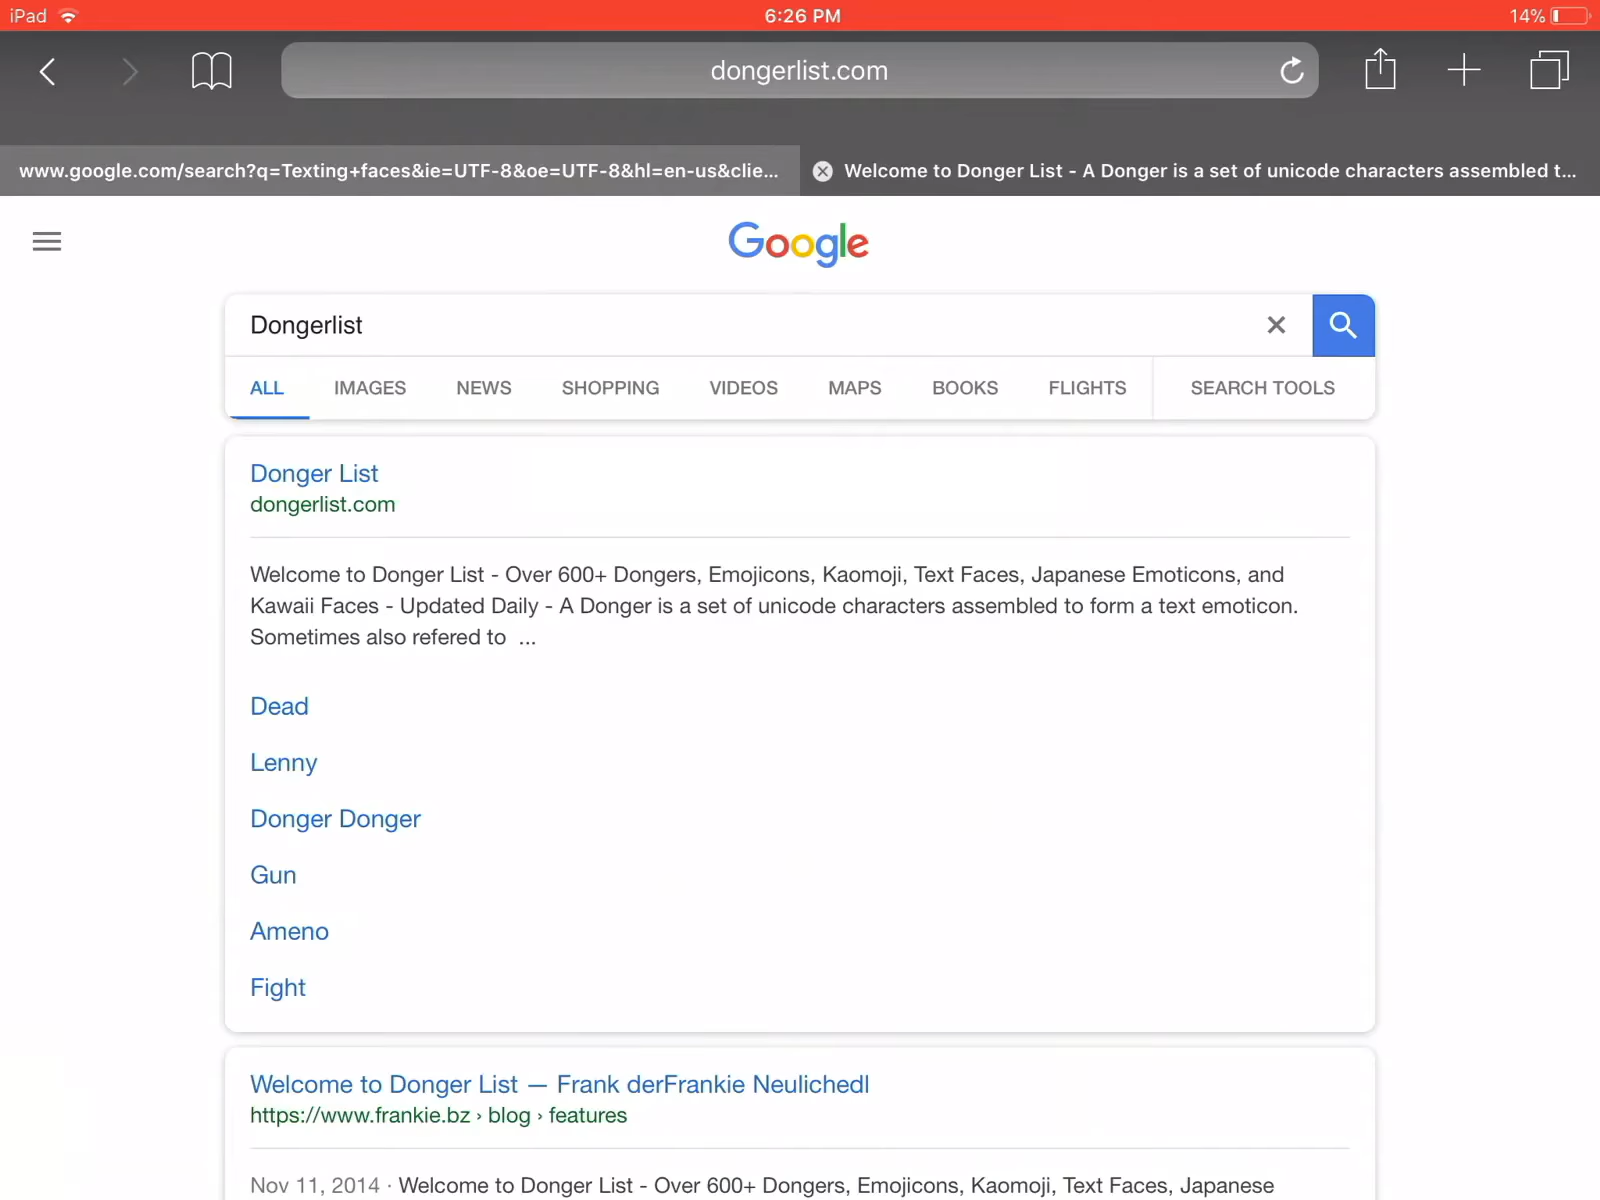 iPad 6:26 PM 14%
dongerlist.com
www.google.com/search?q=Texting+faces&ie=UTF-8&oe=UTF-8&hl=en-us&clie...
Welcome to Donger List - A Donger is a set of unicode characters assembled t...
Google
Dongerlist
ALL IMAGES NEWS SHOPPING VIDEOS MAPS BOOKS FLIGHTS SEARCH TOOLS
Donger List
dongerlist.com
Welcome to Donger List - Over 600+ Dongers, Emojicons, Kaomoji, Text Faces, Japanese Emoticons, and
Kawaii Faces - Updated Daily - A Donger is a set of unicode characters assembled to form a text emoticon.
Sometimes also refered to ...
Dead
Lenny
Donger Donger
Gun
Ameno
Fight
Welcome to Donger List — Frank derFrankie Neulichedl
https://www.frankie.bz › blog › features
Nov 11, 2014 · Welcome to Donger List - Over 600+ Dongers, Emojicons, Kaomoji, Text Faces, Japanese